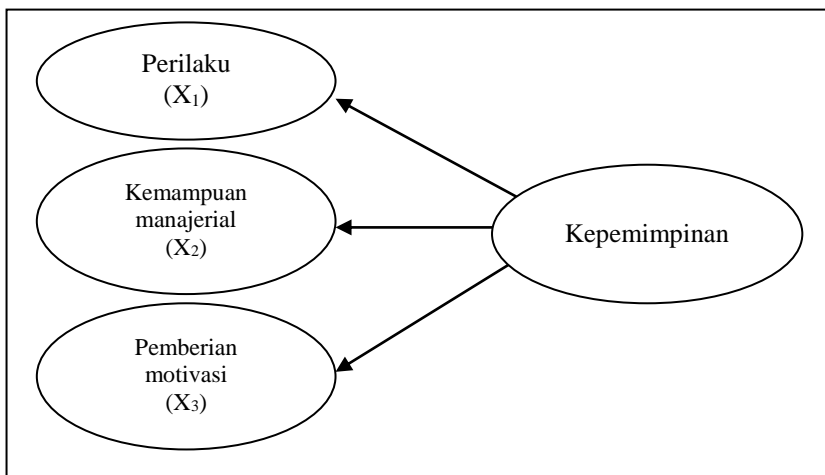 Perilaku
(X₁)
Kemampuan
manajerial
(X₂)
Kepemimpinan
Pemberian
motivasi
(X₃)